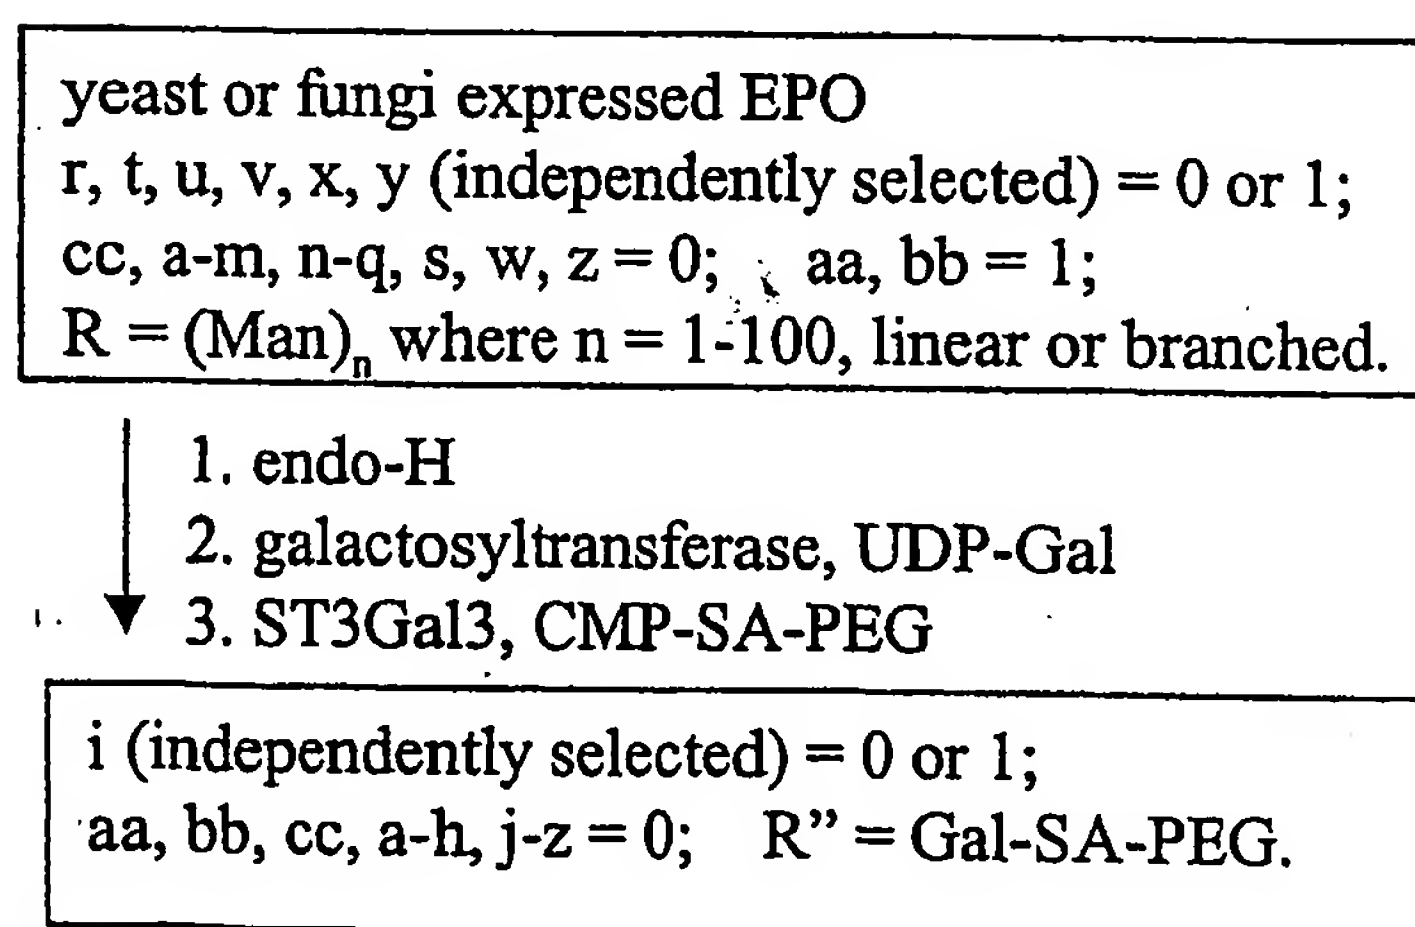 yeast or fungi expressed EPO
r, t, u, v, x, y (independently selected) = 0 or 1;
cc, a-m, n-q, s, w, z = 0; aa, bb = 1;
R = (Man)n where n = 1-100, linear or branched.
1. endo-H
2. galactosyltransferase, UDP-Gal
3. ST3Gal3, CMP-SA-PEG
i (independently selected) = 0 or 1;
aa, bb, cc, a-h, j-z = 0; R” = Gal-SA-PEG.